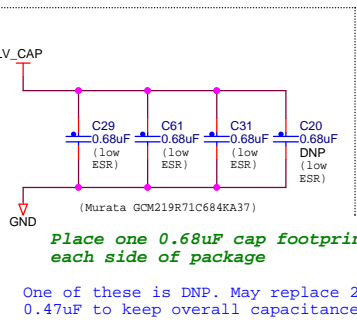 LV_CAP
C29
0.68uF
(low
ESR)
C61
0.68uF
(low
ESR)
C31
0.68uF
(low
ESR)
C20
0.68uF
DNP
(low
ESR)
(Murata GCM219R71C684KA37)
GND
Place one 0.68uF cap footprin
each side of package
One of these is DNP. May replace 2
0.47uF to keep overall capacitance